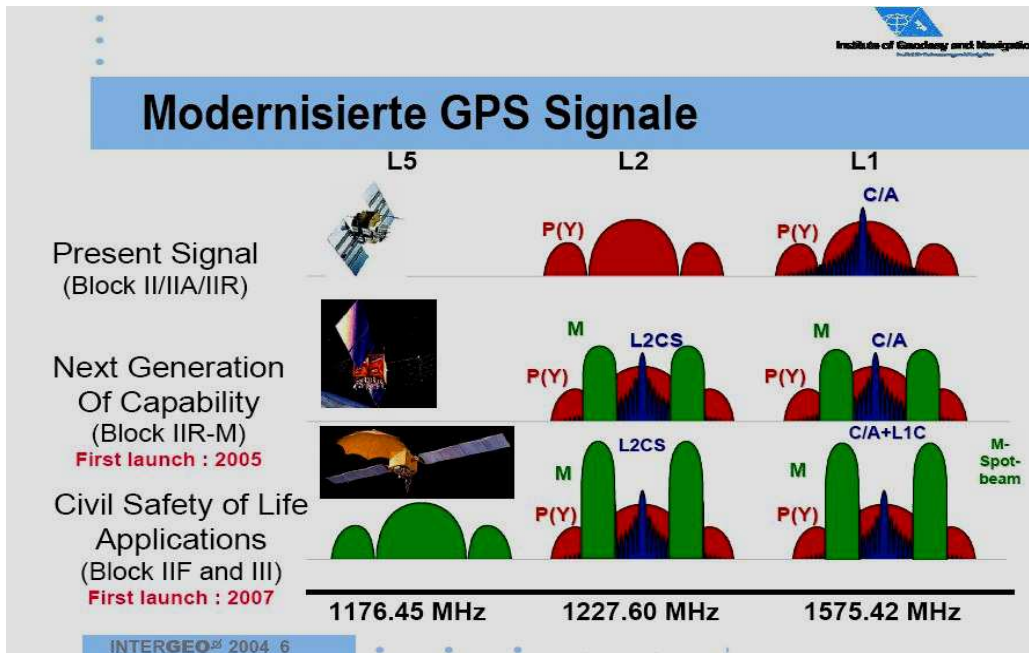 Institute of Geodesy and Navigation
Modernisierte GPS Signale
L5 L2 L1
C/A
P(Y) P(Y)
Present Signal
(Block II/IIA/IIR)
M L2CS M C/A
Next Generation
Of Capability
(Block IIR-M)
First launch : 2005
P(Y) P(Y)
L2CS C/A+L1C
M M
M-
Spot-
beam
Civil Safety of Life
Applications
(Block IIF and III)
First launch : 2007
P(Y) P(Y)
1176.45 MHz 1227.60 MHz 1575.42 MHz
INTERGEO 2004 6